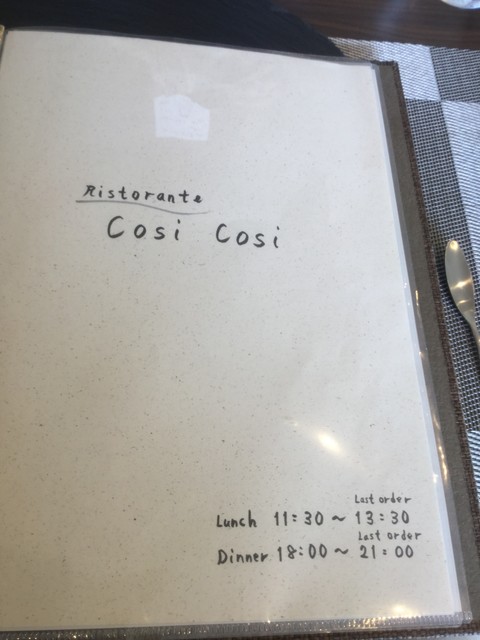 Ristorante
Cosi Cosi
Last order
Lunch 11:30 ~ 13:30
Last order
Dinner 18:00 ~ 21:00